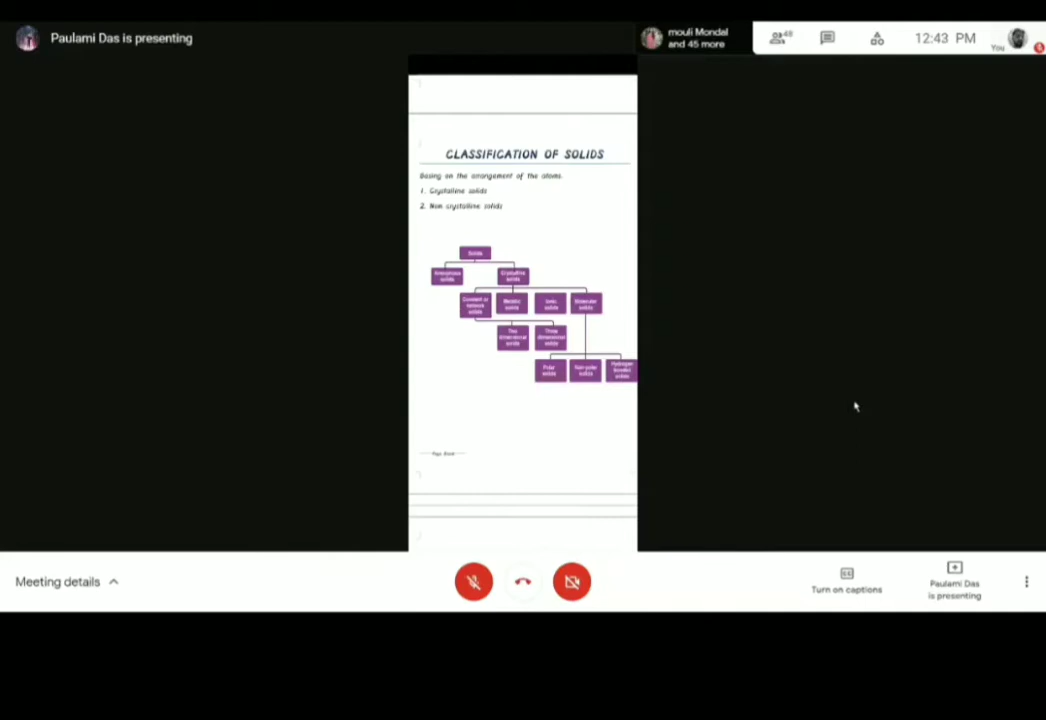 Paulami Das is presenting
mouli Mondal
and 45 more
48
12:43 PM
You
CLASSIFICATION OF SOLIDS
Basing on the arrangement of the atoms.
1. Crystalline solids
2. Non crystalline solids
Solids
Amorphous
solids
Crystalline
solids
Covalent or
network
solids
Metallic
solids
Ionic
solids
Molecular
solids
Two
dimensional
solids
Three
dimensional
solids
Polar
solids
Non-polar
solids
Hydrogen
bonded
solids
Meeting details
Turn on captions
Paulami Das
is presenting